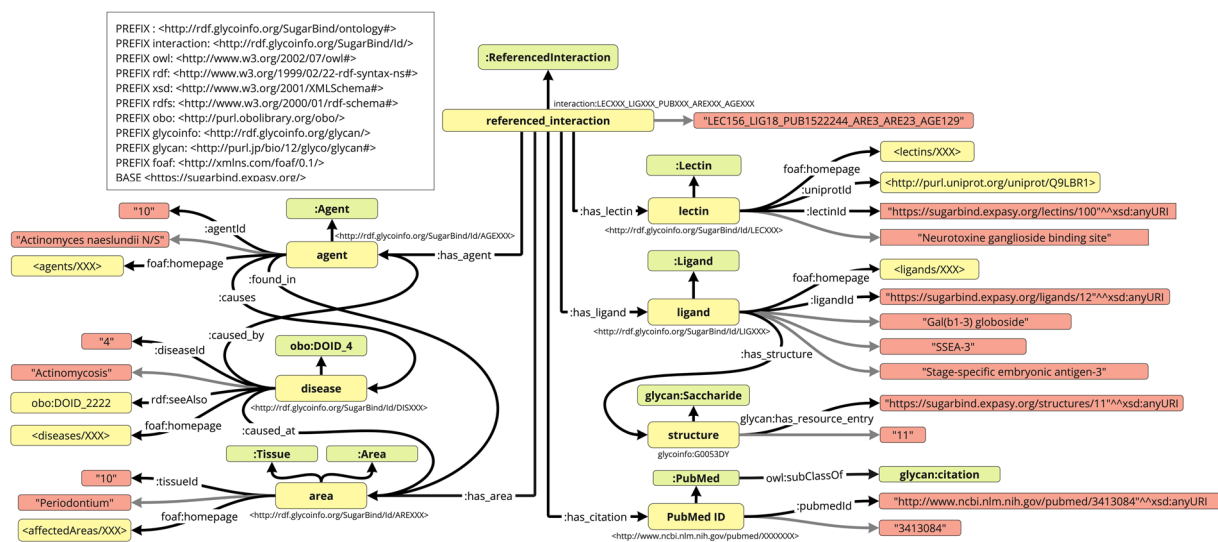 PREFIX : <http://rdf.glycoinfo.org/SugarBind/ontology#>
PREFIX interaction: <http://rdf.glycoinfo.org/SugarBind/Id/>
PREFIX owl: <http://www.w3.org/2002/07/owl#>
PREFIX rdf: <http://www.w3.org/1999/02/22-rdf-syntax-ns#>
PREFIX xsd: <http://www.w3.org/2001/XMLSchema#>
PREFIX rdfs: <http://www.w3.org/2000/01/rdf-schema#>
PREFIX obo: <http://purl.obolibrary.org/obo/>
PREFIX glycoinfo: <http://rdf.glycoinfo.org/glycan/>
PREFIX glycan: <http://purl.jp/bio/12/glyco/glycan#>
PREFIX foaf: <http://xmlns.com/foaf/0.1/>
BASE <https://sugarbind.expasy.org/>
:ReferencedInteraction
interaction:LECXXX_LIGXXX_PUBXXX_AREXXX_AGEXXX
referenced_interaction
"LEC156_LIG18_PUB1522244_ARE3_ARE23_AGE129"
:Agent
<http://rdf.glycoinfo.org/SugarBind/Id/AGEXXX>
agent
:has_agent
"10"
:agentId
"Actinomyces naeslundii N/S"
<agents/XXX>
foaf:homepage
:found_in
:causes
:caused_by
obo:DOID_4
disease
<http://rdf.glycoinfo.org/SugarBind/Id/DISXXX>
"4"
:diseaseId
"Actinomycosis"
obo:DOID_2222
rdf:seeAlso
<diseases/XXX>
foaf:homepage
:caused_at
:Tissue
:Area
area
<http://rdf.glycoinfo.org/SugarBind/Id/AREXXX>
:has_area
"10"
:tissueId
"Periodontium"
<affectedAreas/XXX>
foaf:homepage
:Lectin
:has_lectin
lectin
<http://rdf.glycoinfo.org/SugarBind/Id/LECXXX>
foaf:homepage
<lectins/XXX>
:uniprotId
<http://purl.uniprot.org/uniprot/Q9LBR1>
:lectinId
"https://sugarbind.expasy.org/lectins/100"^^xsd:anyURI
"Neurotoxine ganglioside binding site"
:Ligand
:has_ligand
ligand
<http://rdf.glycoinfo.org/SugarBind/Id/LIGXXX>
foaf:homepage
<ligands/XXX>
:ligandId
"https://sugarbind.expasy.org/ligands/12"^^xsd:anyURI
"Gal(b1-3) globoside"
"SSEA-3"
"Stage-specific embryonic antigen-3"
:has_structure
glycan:Saccharide
structure
glycoinfo:G0053DY
glycan:has_resource_entry
"https://sugarbind.expasy.org/structures/11"^^xsd:anyURI
"11"
:PubMed
owl:subClassOf
glycan:citation
:has_citation
PubMed ID
<http://www.ncbi.nlm.nih.gov/pubmed/XXXXXXX>
:pubmedId
"http://www.ncbi.nlm.nih.gov/pubmed/3413084"^^xsd:anyURI
"3413084"